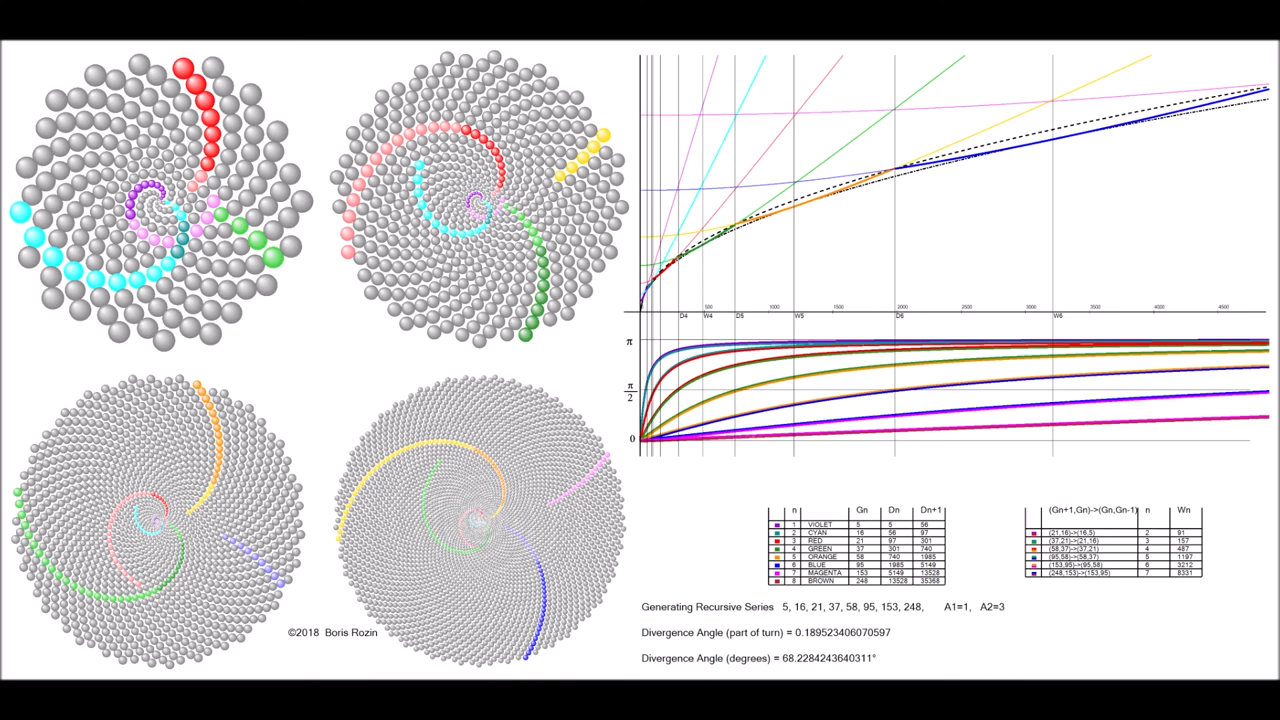 500 1000 1500 2000 2500 3000 3500 4000 4500
D4 W4 D5 W5 D6 W6
π
π
2
0
n Gn Dn Dn+1
1 VIOLET 5 5 56
2 CYAN 16 56 97
3 RED 21 97 301
4 GREEN 37 301 740
5 ORANGE 58 740 1985
6 BLUE 95 1985 5149
7 MAGENTA 153 5149 13528
8 BROWN 248 13528 35368
(Gn+1,Gn)->(Gn,Gn-1) n Wn
(21,16)->(16,5) 2 91
(37,21)->(21,16) 3 157
(58,37)->(37,21) 4 487
(95,58)->(58,37) 5 1197
(153,95)->(95,58) 6 3212
(248,153)->(153,95) 7 8331
Generating Recursive Series 5, 16, 21, 37, 58, 95, 153, 248, A1=1, A2=3
©2018 Boris Rozin
Divergence Angle (part of turn) = 0.189523406070597
Divergence Angle (degrees) = 68.2284243640311°